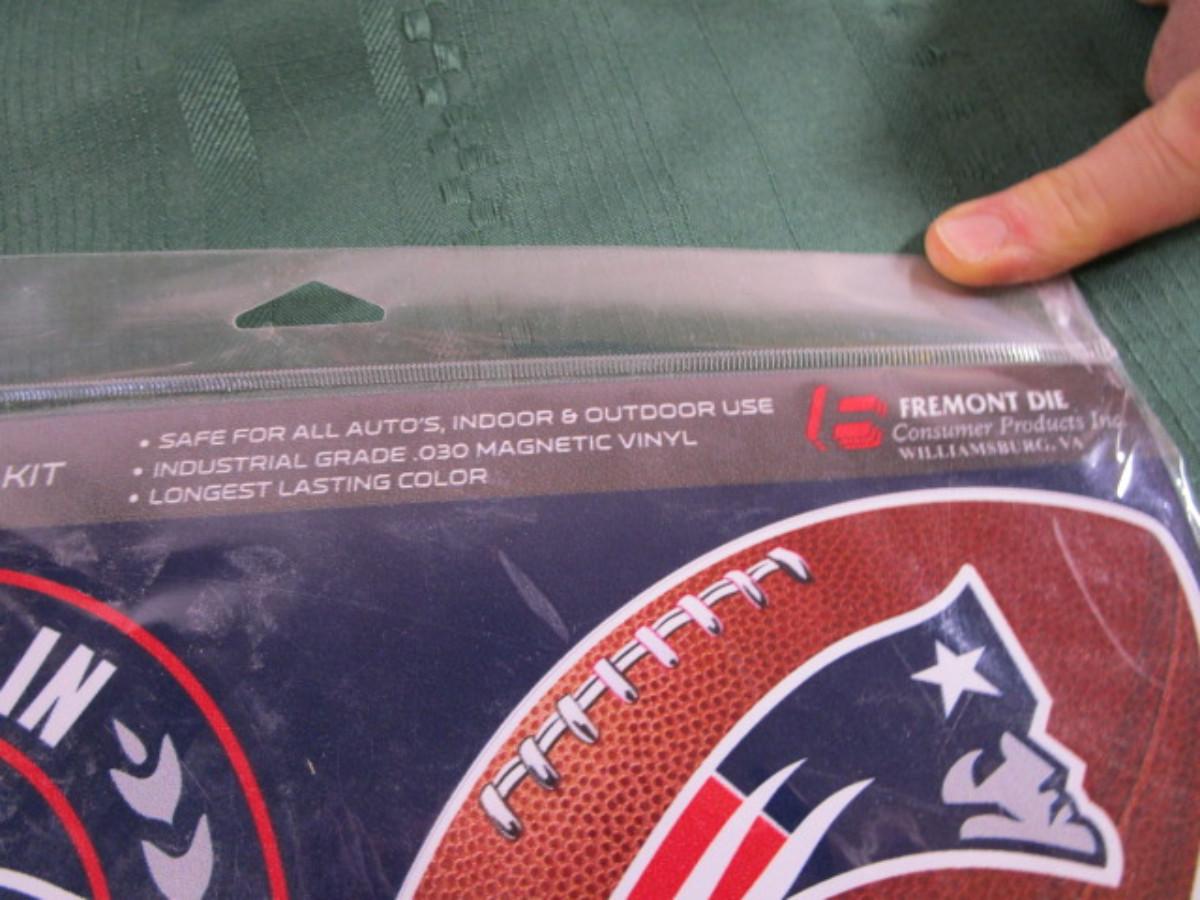 KIT
• SAFE FOR ALL AUTO'S, INDOOR & OUTDOOR USE
• INDUSTRIAL GRADE .030 MAGNETIC VINYL
• LONGEST LASTING COLOR
FREMONT DIE
Consumer Products Inc.
WILLIAMSBURG, VA
IN